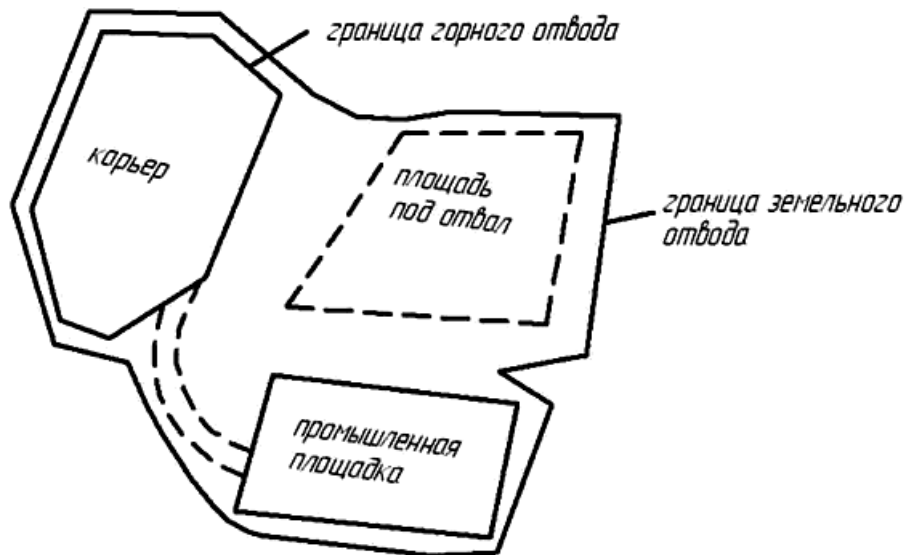 граница горного отвода
карьер
площадь
под отвал
граница земельного
отвода
промышленная
площадка